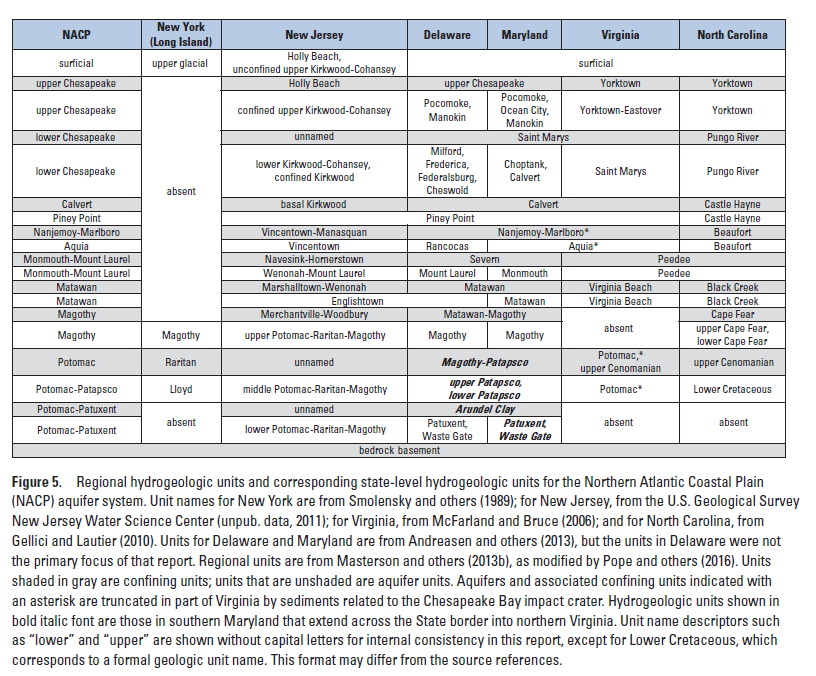 NACP New York (Long Island) New Jersey Delaware Maryland Virginia North Carolina
surficial upper glacial Holly Beach, unconfined upper Kirkwood-Cohansey surficial
upper Chesapeake absent Holly Beach upper Chesapeake Yorktown Yorktown
upper Chesapeake confined upper Kirkwood-Cohansey Pocomoke, Manokin Pocomoke, Ocean City, Manokin Yorktown-Eastover Yorktown
lower Chesapeake unnamed Saint Marys Pungo River
lower Chesapeake lower Kirkwood-Cohansey, confined Kirkwood Milford, Frederica, Federalsburg, Cheswold Choptank, Calvert Saint Marys Pungo River
Calvert basal Kirkwood Calvert Castle Hayne
Piney Point Piney Point Castle Hayne
Nanjemoy-Marlboro Vincentown-Manasquan Nanjemoy-Marlboro* Beaufort
Aquia Vincentown Rancocas Aquia* Beaufort
Monmouth-Mount Laurel Navesink-Hornerstown Severn Peedee
Monmouth-Mount Laurel Wenonah-Mount Laurel Mount Laurel Monmouth Peedee
Matawan Marshalltown-Wenonah Matawan Virginia Beach Black Creek
Matawan Englishtown Matawan Virginia Beach Black Creek
Magothy Merchantville-Woodbury Matawan-Magothy absent Cape Fear
Magothy Magothy upper Potomac-Raritan-Magothy Magothy Magothy upper Cape Fear, lower Cape Fear
Potomac Raritan unnamed Magothy-Patapsco Potomac,* upper Cenomanian upper Cenomanian
Potomac-Patapsco Lloyd middle Potomac-Raritan-Magothy upper Patapsco, lower Patapsco Potomac* Lower Cretaceous
Potomac-Patuxent absent unnamed Arundel Clay absent absent
Potomac-Patuxent lower Potomac-Raritan-Magothy Patuxent, Waste Gate Patuxent, Waste Gate
bedrock basement
Figure 5. Regional hydrogeologic units and corresponding state-level hydrogeologic units for the Northern Atlantic Coastal Plain
(NACP) aquifer system. Unit names for New York are from Smolensky and others (1989); for New Jersey, from the U.S. Geological Survey
New Jersey Water Science Center (unpub. data, 2011); for Virginia, from McFarland and Bruce (2006); and for North Carolina, from
Gellici and Lautier (2010). Units for Delaware and Maryland are from Andreasen and others (2013), but the units in Delaware were not
the primary focus of that report. Regional units are from Masterson and others (2013b), as modified by Pope and others (2016). Units
shaded in gray are confining units; units that are unshaded are aquifer units. Aquifers and associated confining units indicated with
an asterisk are truncated in part of Virginia by sediments related to the Chesapeake Bay impact crater. Hydrogeologic units shown in
bold italic font are those in southern Maryland that extend across the State border into northern Virginia. Unit name descriptors such
as “lower” and “upper” are shown without capital letters for internal consistency in this report, except for Lower Cretaceous, which
corresponds to a formal geologic unit name. This format may differ from the source references.